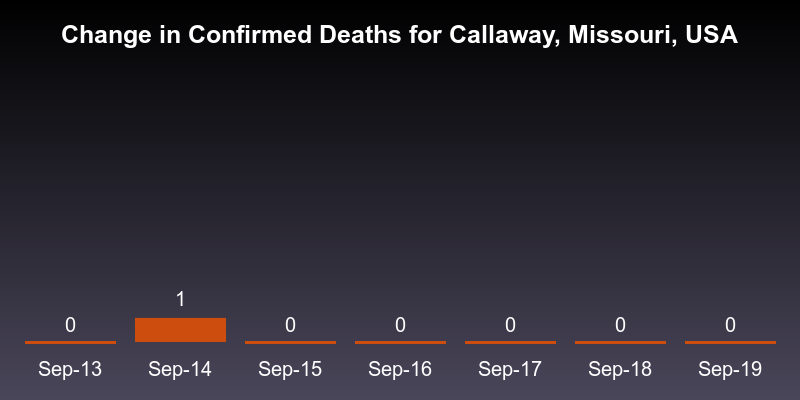 Change in Confirmed Deaths for Callaway, Missouri, USA
1
0 0 0 0 0 0
Sep-13 Sep-14 Sep-15 Sep-16 Sep-17 Sep-18 Sep-19